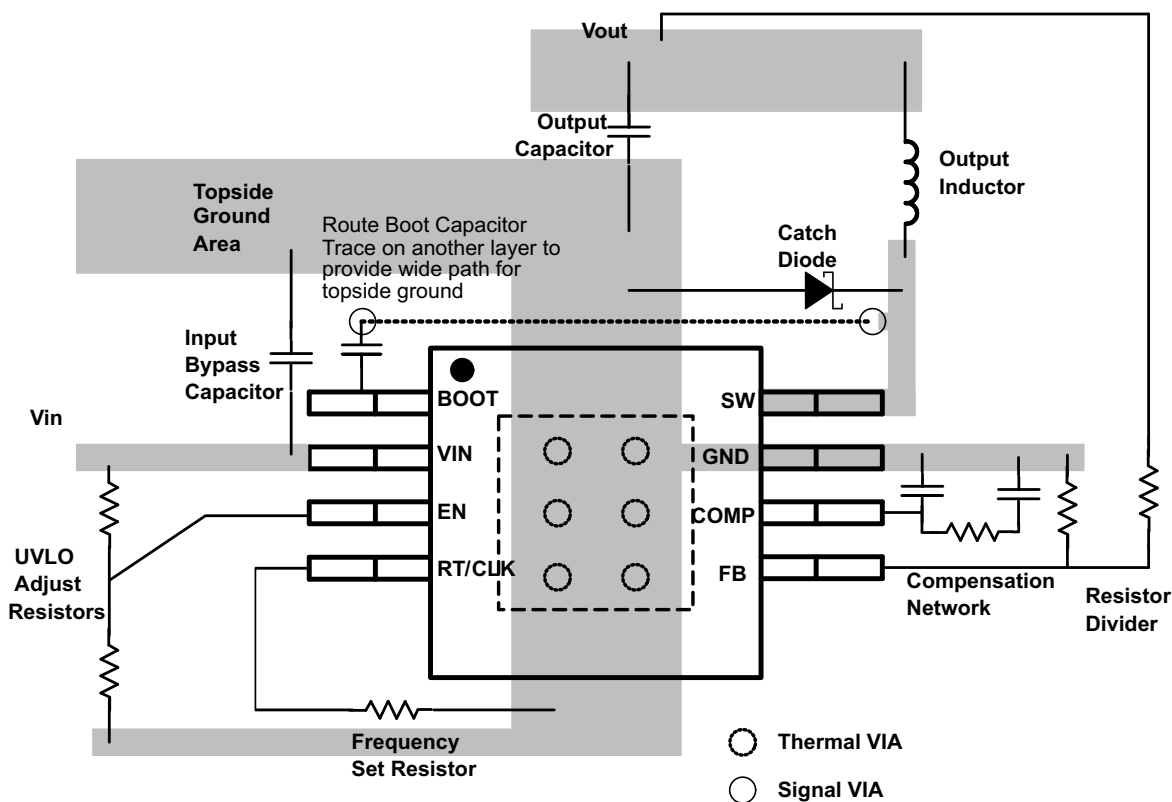 Vout
Output
Capacitor
Output
Inductor
Topside
Ground
Area
Route Boot Capacitor
Trace on another layer to
provide wide path for
topside ground
Catch
Diode
Input
Bypass
Capacitor
Vin
BOOT
VIN
EN
RT/CLK
SW
GND
COMP
FB
UVLO
Adjust
Resistors
Compensation
Network
Resistor
Divider
Frequency
Set Resistor
Thermal VIA
Signal VIA